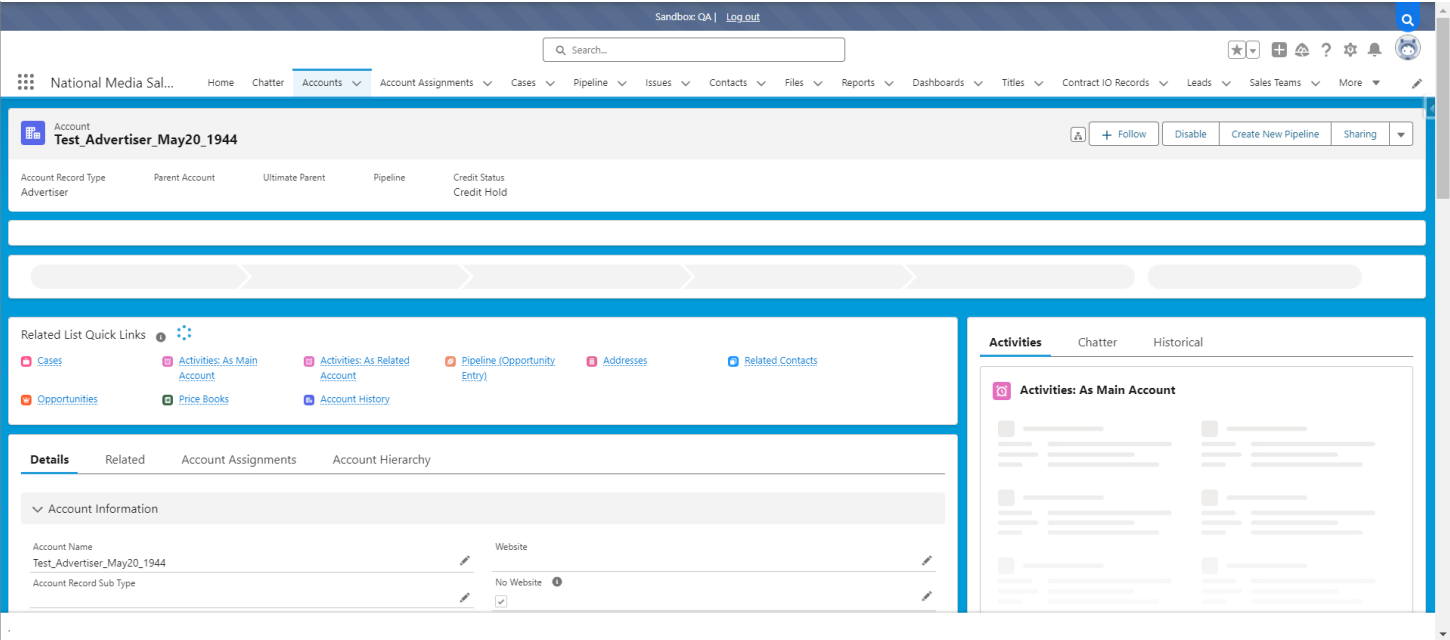 Sandbox: QA | Log out
Search...
National Media Sal... Home Chatter Accounts Account Assignments Cases Pipeline Issues Contacts Files Reports Dashboards Titles Contract IO Records Leads Sales Teams More
Account
Test_Advertiser_May20_1944
Follow Disable Create New Pipeline Sharing
Account Record Type Parent Account Ultimate Parent Pipeline Credit Status
Advertiser Credit Hold
Related List Quick Links
Cases Activities: As Main Account Activities: As Related Account Pipeline (Opportunity Entry) Addresses Related Contacts
Opportunities Price Books Account History
Activities Chatter Historical
Activities: As Main Account
Details Related Account Assignments Account Hierarchy
Account Information
Account Name Website
Test_Advertiser_May20_1944
Account Record Sub Type No Website